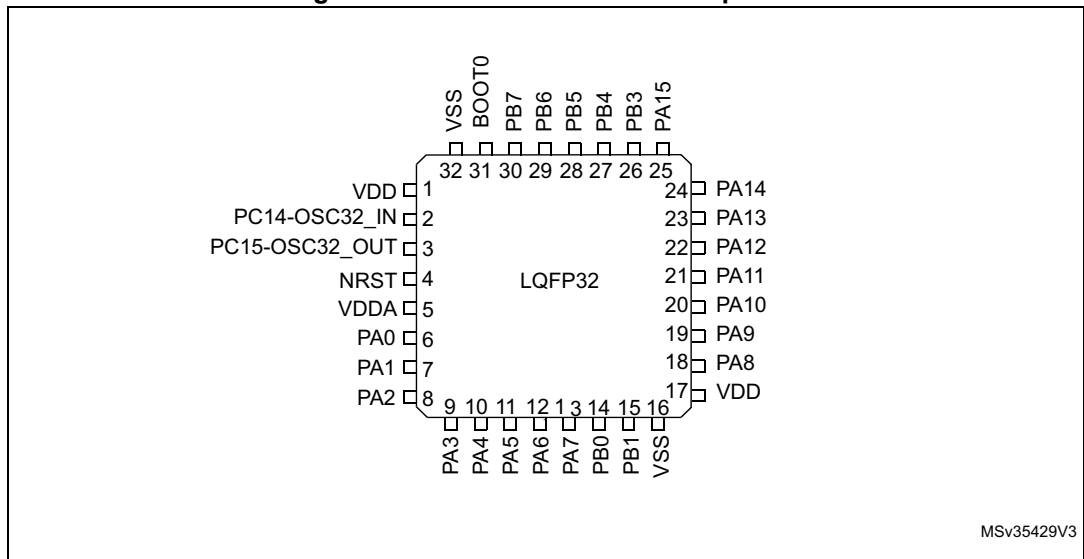 VSS
BOOT0
PB7
PB6
PB5
PB4
PB3
PA15
32 31 30 29 28 27 26 25
VDD 1
PC14-OSC32_IN 2
PC15-OSC32_OUT 3
NRST 4
VDDA 5
PA0 6
PA1 7
PA2 8
LQFP32
24 PA14
23 PA13
22 PA12
21 PA11
20 PA10
19 PA9
18 PA8
17 VDD
9 10 11 12 13 14 15 16
PA3
PA4
PA5
PA6
PA7
PB0
PB1
VSS
MSv35429V3